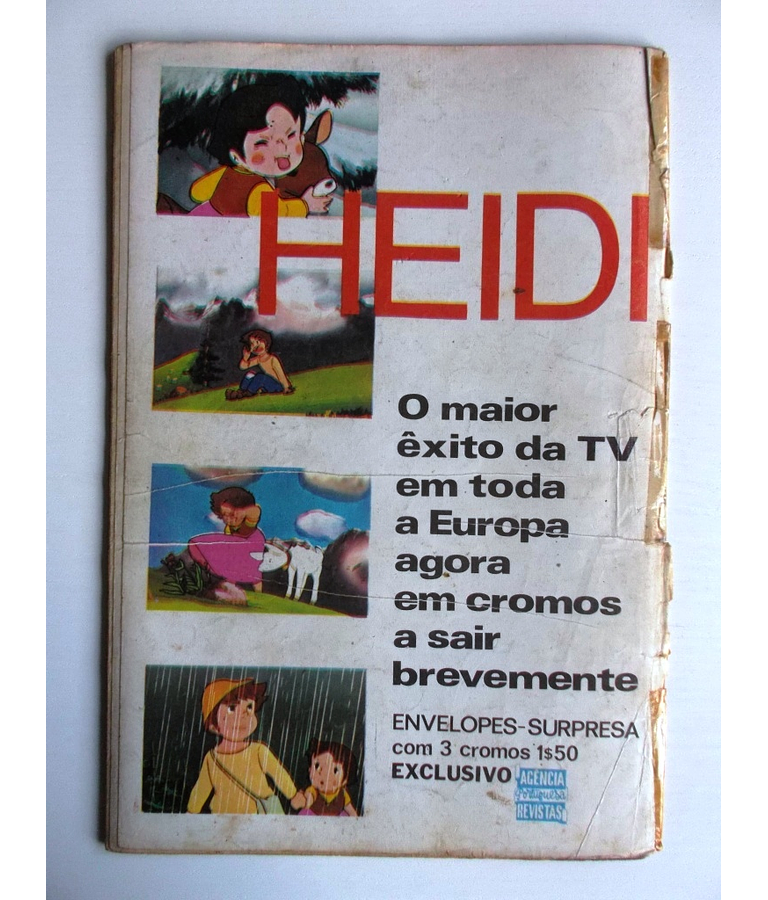 HEIDI
O maior
êxito da TV
em toda
a Europa
agora
em cromos
a sair
brevemente
ENVELOPES-SURPRESA
com 3 cromos 1$50
EXCLUSIVO
AGÊNCIA
Portuguesa
REVISTAS